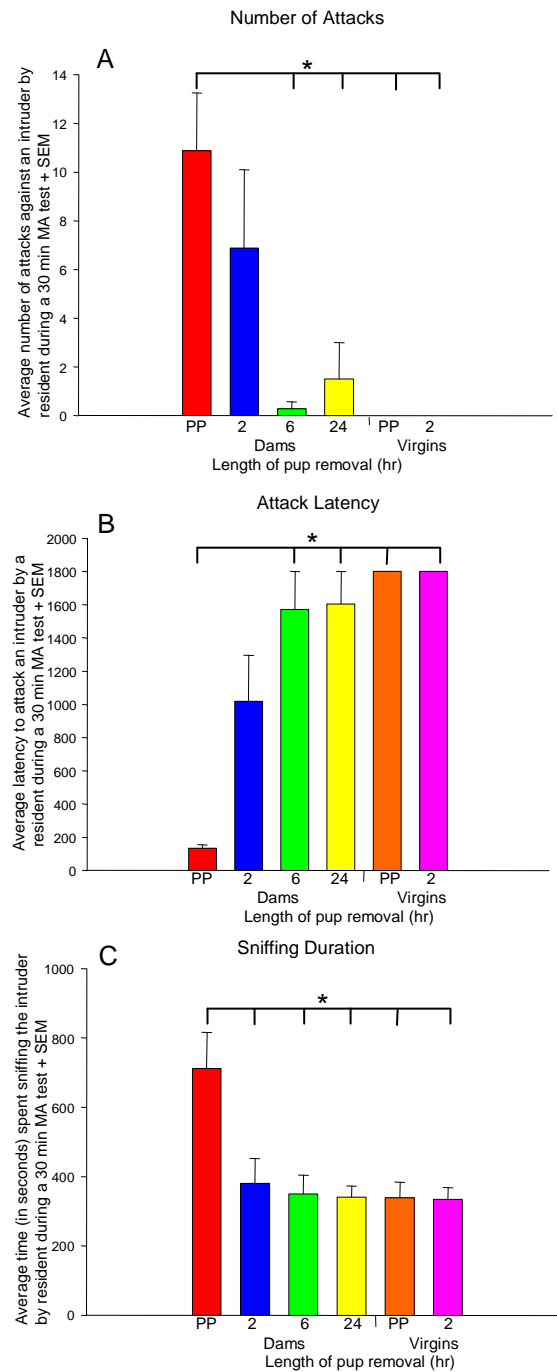 Number of Attacks
A
*
Average number of attacks against an intruder by
resident during a 30 min MA test + SEM
14
12
10
8
6
4
2
0
PP 2 6 24 PP 2
Dams Virgins
Length of pup removal (hr)
Attack Latency
B
*
Average latency to attack an intruder by a
resident during a 30 min MA test + SEM
2000
1800
1600
1400
1200
1000
800
600
400
200
0
PP 2 6 24 PP 2
Dams Virgins
Length of pup removal (hr)
Sniffing Duration
C
*
Average time (in seconds) spent sniffing the intruder
by resident during a 30 min MA test + SEM
1000
800
600
400
200
0
PP 2 6 24 PP 2
Dams Virgins
Length of pup removal (hr)